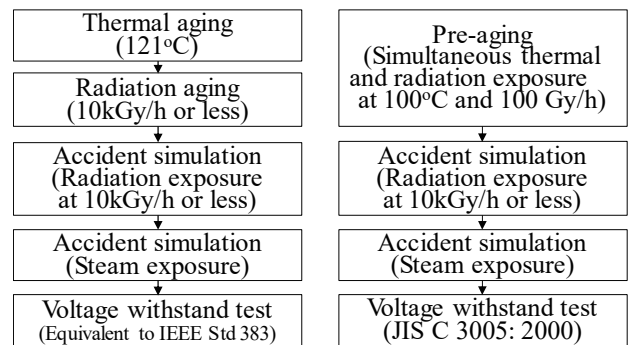 Thermal aging
(121°C)
Radiation aging
(10kGy/h or less)
Accident simulation
(Radiation exposure
at 10kGy/h or less)
Accident simulation
(Steam exposure)
Voltage withstand test
(Equivalent to IEEE Std 383)
Pre-aging
(Simultaneous thermal
and radiation exposure
at 100°C and 100 Gy/h)
Accident simulation
(Radiation exposure
at 10kGy/h or less)
Accident simulation
(Steam exposure)
Voltage withstand test
(JIS C 3005: 2000)